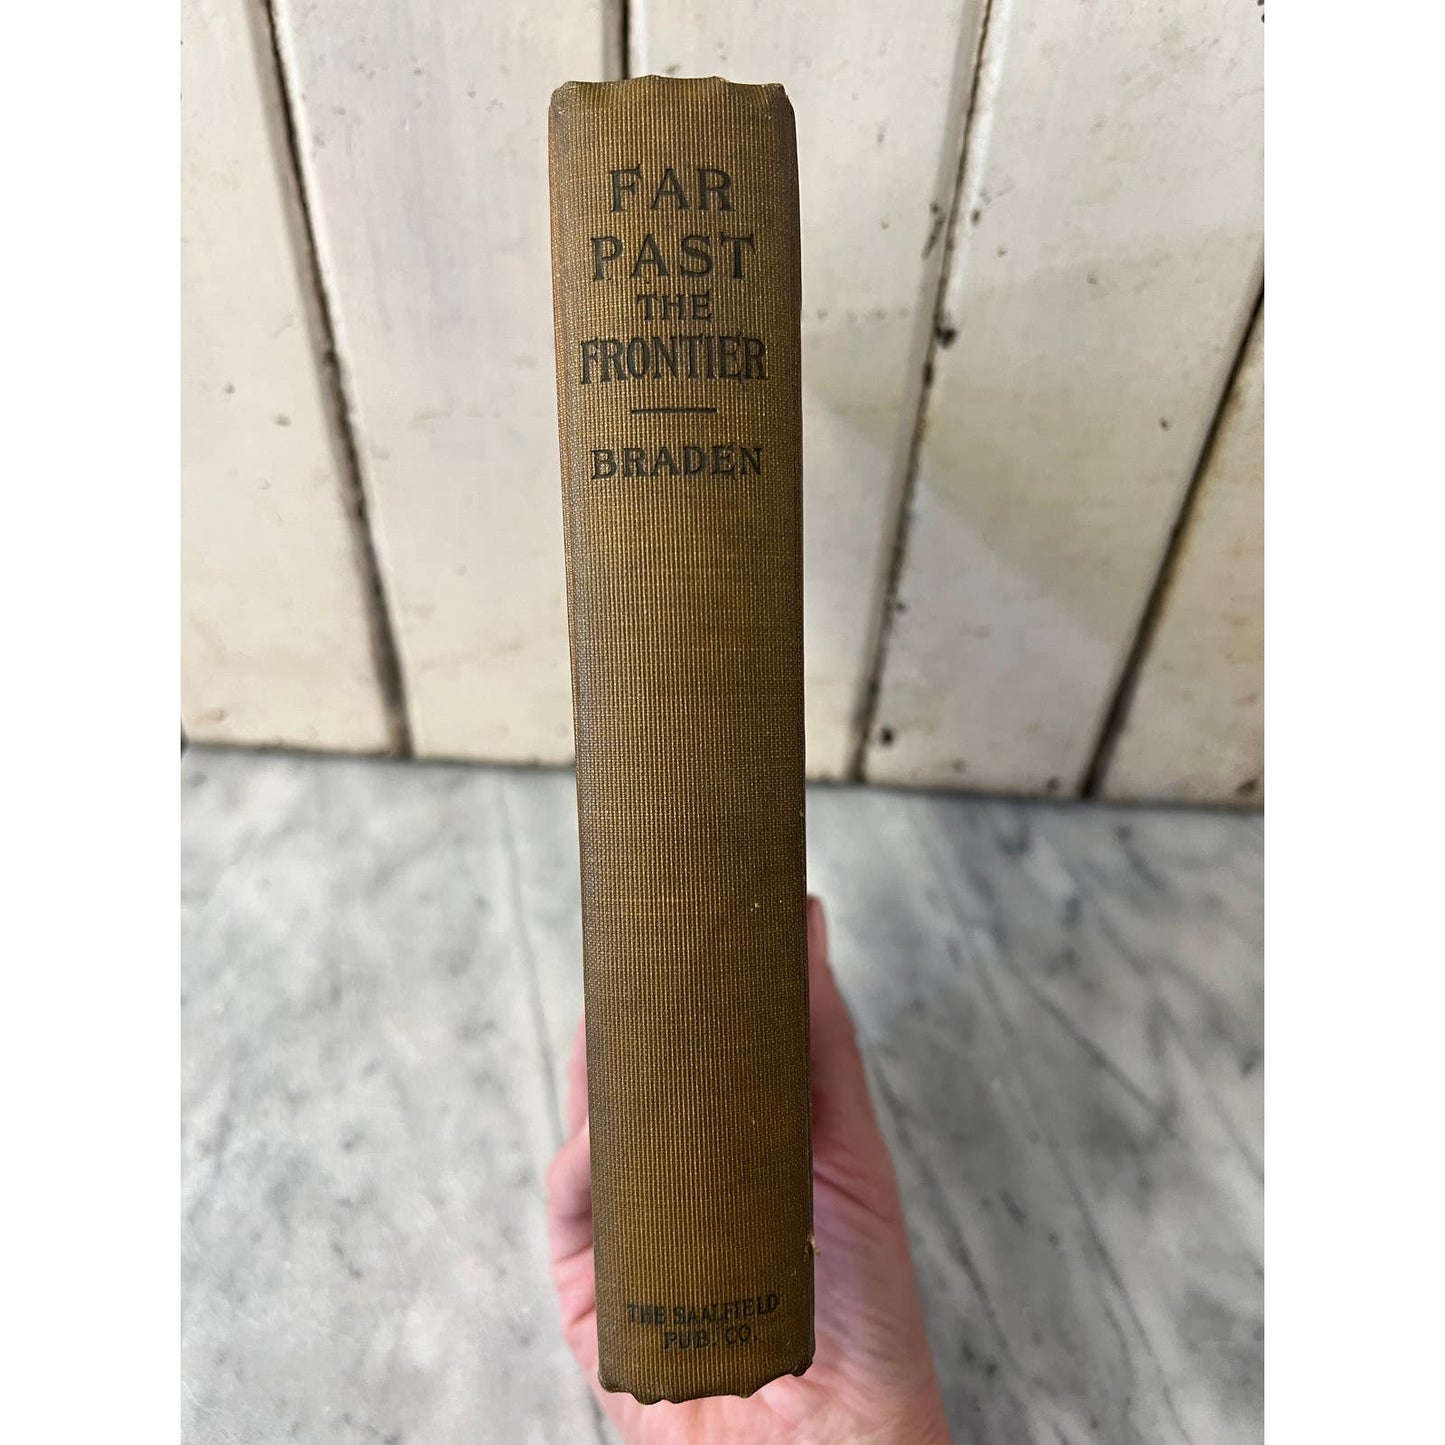 FAR
PAST
THE
FRONTIER
BRADEN
THE SAALFIELD
PUB. CO.